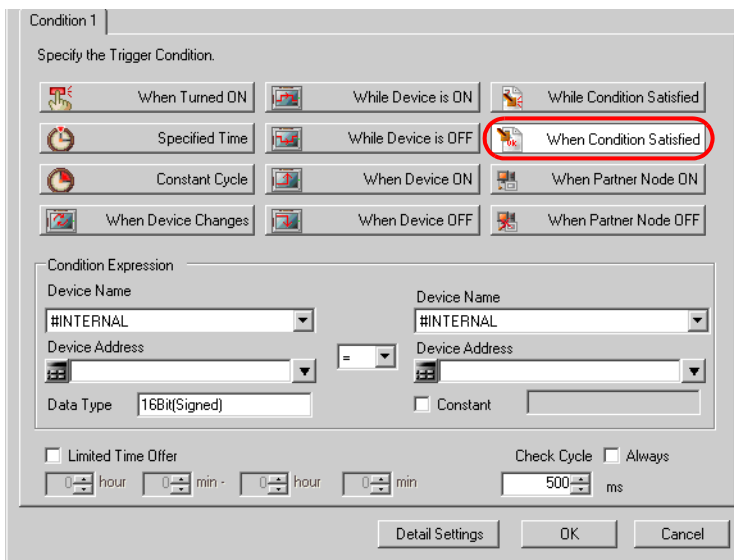 Condition 1
Specify the Trigger Condition.
When Turned ON While Device is ON While Condition Satisfied
Specified Time While Device is OFF When Condition Satisfied
Constant Cycle When Device ON When Partner Node ON
When Device Changes When Device OFF When Partner Node OFF
Condition Expression
Device Name Device Name
#INTERNAL #INTERNAL
Device Address = Device Address
Data Type 16Bit(Signed) Constant
Limited Time Offer Check Cycle Always
0 hour 0 min - 0 hour 0 min 500 ms
Detail Settings OK Cancel